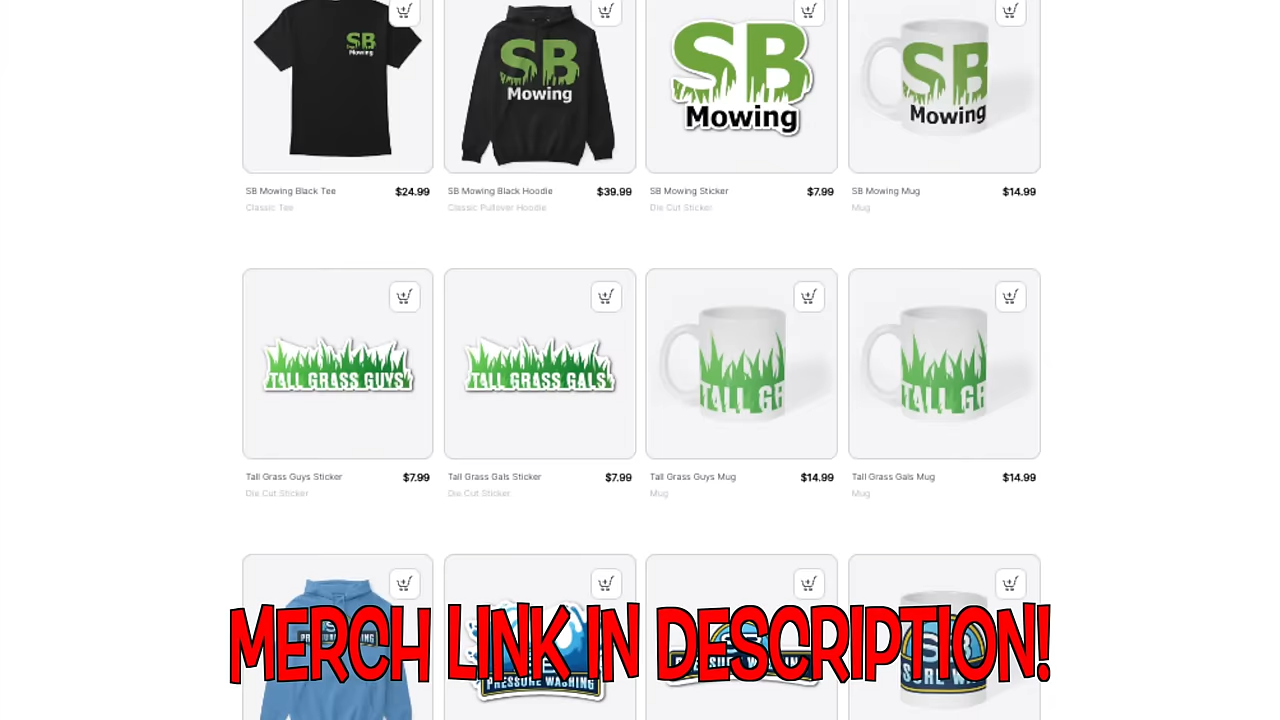 SB
Mowing
SB
Mowing
SB
Mowing
SB
Mowing
SB Mowing Black Tee $24.99
Classic Tee
SB Mowing Black Hoodie $39.99
Classic Pullover Hoodie
SB Mowing Sticker $7.99
Die Cut Sticker
SB Mowing Mug $14.99
Mug
TALL GRASS GUYS
TALL GRASS GALS
TALL GR
TALL GR
Tall Grass Guys Sticker $7.99
Die Cut Sticker
Tall Grass Gals Sticker $7.99
Die Cut Sticker
Tall Grass Guys Mug $14.99
Mug
Tall Grass Gals Mug $14.99
Mug
PRESSURE WASHING
MERCH LINK IN DESCRIPTION!